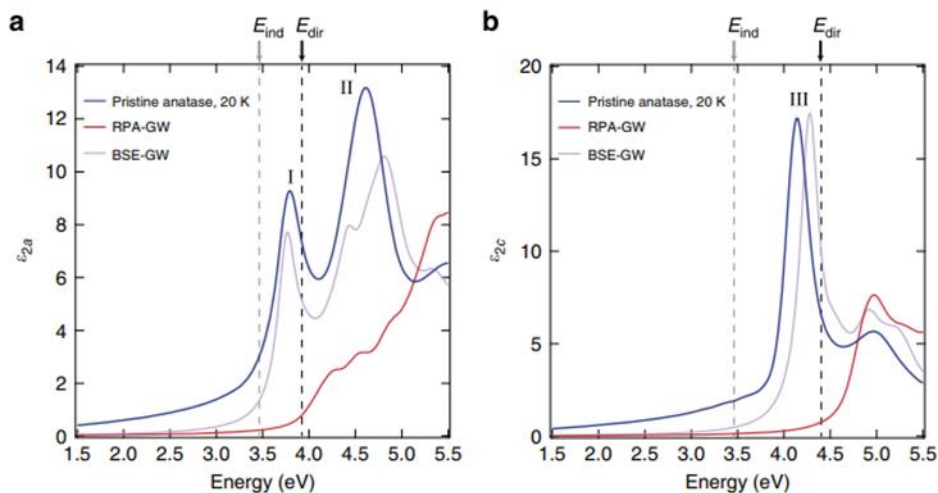 a
E_ind E_dir
14
12
10
8
6
4
2
0
ε_2a
Pristine anatase, 20 K
RPA-GW
BSE-GW
I
II
1.5 2.0 2.5 3.0 3.5 4.0 4.5 5.0 5.5
Energy (eV)
b
E_ind E_dir
20
15
10
5
0
ε_2c
Pristine anatase, 20 K
RPA-GW
BSE-GW
III
1.5 2.0 2.5 3.0 3.5 4.0 4.5 5.0 5.5
Energy (eV)